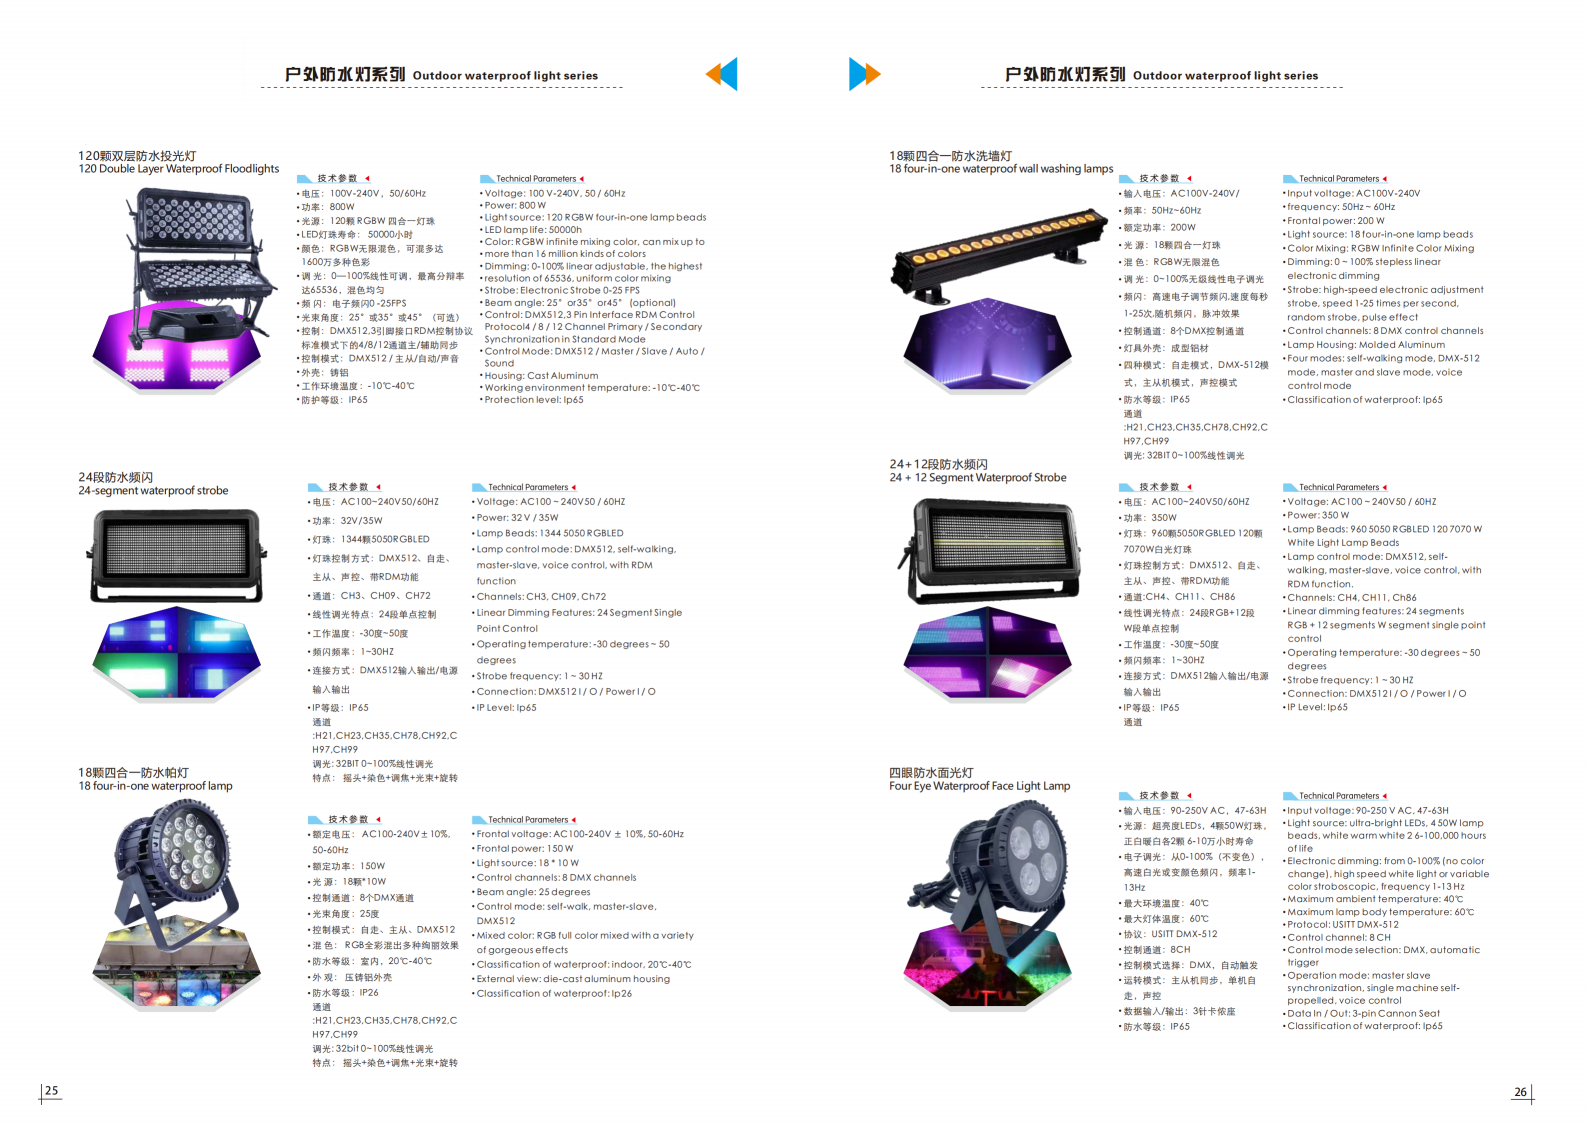 户外防水灯系列 Outdoor waterproof light series
120颗双层防水投光灯
120 Double Layer Waterproof Floodlights
技术参数
• 电压：100V-240V，50/60Hz
• 功率：800W
• 光源：120颗 RGBW 四合一灯珠
• LED灯珠寿命： 50000小时
• 颜色：RGBW无限混色，可混多达
1600万多种色彩
• 调 光：0—100%线性可调，最高分辩率
达65536，混色均匀
• 频 闪：电子频闪0 -25FPS
• 光束角度：25°或35°或45°（可选）
• 控制：DMX512,3引脚接口RDM控制协议
标准模式下的4/8/12通道主/辅助同步
• 控制模式：DMX512 / 主从/自动/声音
• 外壳：铸铝
• 工作环境温度：-10℃-40℃
• 防护等级：IP65
Technical Parameters
• Voltage: 100 V-240V, 50 / 60Hz
• Power: 800 W
• Light source: 120 RGBW four-in-one lamp beads
• LED lamp life: 50000h
• Color: RGBW infinite mixing color, can mix up to
• more than 16 million kinds of colors
• Dimming: 0-100% linear adjustable, the highest
• resolution of 65536, uniform color mixing
• Strobe: Electronic Strobe 0-25 FPS
• Beam angle: 25° or35° or45° (optional)
• Control: DMX512,3 Pin Interface RDM Control
Protocol4 / 8 / 12 Channel Primary / Secondary
Synchronization in Standard Mode
• Control Mode: DMX512 / Master / Slave / Auto /
Sound
• Housing: Cast Aluminum
• Working environment temperature: -10℃-40℃
• Protection level: Ip65
24段防水频闪
24-segment waterproof strobe
技术参数
• 电压：AC100~240V50/60HZ
• 功率：32V/35W
• 灯珠：1344颗5050RGBLED
• 灯珠控制方式：DMX512、自走、
主从、声控、带RDM功能
• 通道：CH3、CH09、CH72
• 线性调光特点：24段单点控制
• 工作温度：-30度~50度
• 频闪频率：1~30HZ
• 连接方式：DMX512输入输出/电源
输入输出
• IP等级：IP65
通道
:H21,CH23,CH35,CH78,CH92,C
H97,CH99
调光: 32BIT 0~100%线性调光
特点： 摇头+染色+调焦+光束+旋转
Technical Parameters
• Voltage: AC100 ~ 240V50 / 60HZ
• Power: 32 V / 35W
• Lamp Beads: 1344 5050 RGBLED
• Lamp control mode: DMX512, self-walking,
master-slave, voice control, with RDM
function
• Channels: CH3, CH09, Ch72
• Linear Dimming Features: 24 Segment Single
Point Control
• Operating temperature: -30 degrees ~ 50
degrees
• Strobe frequency: 1 ~ 30 HZ
• Connection: DMX512 I / O / Power I / O
• IP Level: Ip65
18颗四合一防水帕灯
18 four-in-one waterproof lamp
技术参数
• 额定电压： AC100-240V± 10%,
50-60Hz
• 额定功率：150W
• 光 源：18颗*10W
• 控制通道：8个DMX通道
• 光束角度：25度
• 控制模式：自走、主从、DMX512
• 混 色： RGB全彩混出多种绚丽效果
• 防水等级：室内，20℃-40℃
• 外 观： 压铸铝外壳
• 防水等级：IP26
通道
:H21,CH23,CH35,CH78,CH92,C
H97,CH99
调光: 32bit 0~100%线性调光
特点： 摇头+染色+调焦+光束+旋转
Technical Parameters
• Frontal voltage: AC100-240V ± 10%, 50-60Hz
• Frontal power: 150 W
• Light source: 18 * 10 W
• Control channels: 8 DMX channels
• Beam angle: 25 degrees
• Control mode: self-walk, master-slave,
DMX512
• Mixed color: RGB full color mixed with a variety
of gorgeous effects
• Classification of waterproof: indoor, 20℃-40℃
• External view: die-cast aluminum housing
• Classification of waterproof: Ip26
25
户外防水灯系列 Outdoor waterproof light series
18颗四合一防水洗墙灯
18 four-in-one waterproof wall washing lamps
技术参数
• 输入电压：AC100V-240V/
• 频率：50Hz~60Hz
• 额定功率：200W
• 光 源：18颗四合一灯珠
• 混 色：RGBW无限混色
• 调 光：0~100%无级线性电子调光
• 频闪：高速电子调节频闪,速度每秒
1-25次,随机频闪，脉冲效果
• 控制通道：8个DMX控制通道
• 灯具外壳：成型铝材
• 四种模式：自走模式，DMX-512模
式，主从机模式，声控模式
• 防水等级：IP65
通道
:H21,CH23,CH35,CH78,CH92,C
H97,CH99
调光: 32BIT 0~100%线性调光
Technical Parameters
• Input voltage: AC100V-240V
• frequency: 50Hz ~ 60Hz
• Frontal power: 200 W
• Light source: 18 four-in-one lamp beads
• Color Mixing: RGBW Infinite Color Mixing
• Dimming: 0 ~ 100% stepless linear
electronic dimming
• Strobe: high-speed electronic adjustment
strobe, speed 1-25 times per second,
random strobe, pulse effect
• Control channels: 8 DMX control channels
• Lamp Housing: Molded Aluminum
• Four modes: self-walking mode, DMX-512
mode, master and slave mode, voice
control mode
• Classification of waterproof: Ip65
24+12段防水频闪
24 + 12 Segment Waterproof Strobe
技术参数
• 电压：AC100~240V50/60HZ
• 功率：350W
• 灯珠：960颗5050RGBLED 120颗
7070W白光灯珠
• 灯珠控制方式：DMX512、自走、
主从、声控、带RDM功能
• 通道:CH4、CH11、CH86
• 线性调光特点：24段RGB+12段
W段单点控制
• 工作温度：-30度~50度
• 频闪频率：1~30HZ
• 连接方式：DMX512输入输出/电源
输入输出
• IP等级：IP65
通道
Technical Parameters
• Voltage: AC100 ~ 240V50 / 60HZ
• Power: 350 W
• Lamp Beads: 960 5050 RGBLED 120 7070 W
White Light Lamp Beads
• Lamp control mode: DMX512, self-
walking, master-slave, voice control, with
RDM function.
• Channels: CH4, CH11, Ch86
• Linear dimming features: 24 segments
RGB + 12 segments W segment single point
control
• Operating temperature: -30 degrees ~ 50
degrees
• Strobe frequency: 1 ~ 30 HZ
• Connection: DMX512 I / O / Power I / O
• IP Level: Ip65
四眼防水面光灯
Four Eye Waterproof Face Light Lamp
技术参数
• 输入电压：90-250V AC，47-63H
• 光源：超亮度LEDs，4颗50W灯珠，
正白暖白各2颗 6-10万小时寿命
• 电子调光：从0-100%（不变色），
高速白光或变颜色频闪，频率1-
13Hz
• 最大环境温度：40℃
• 最大灯体温度：60℃
• 协议：USITT DMX-512
• 控制通道：8CH
• 控制模式选择：DMX，自动触发
• 运转模式：主从机同步，单机自
走，声控
• 数据输入/输出：3针卡侬座
• 防水等级：IP65
Technical Parameters
• Input voltage: 90-250 V AC, 47-63H
• Light source: ultra-bright LEDs, 4 50W lamp
beads, white warm white 2 6-100,000 hours
of life
• Electronic dimming: from 0-100% (no color
change), high speed white light or variable
color stroboscopic, frequency 1-13 Hz
• Maximum ambient temperature: 40℃
• Maximum lamp body temperature: 60℃
• Protocol: USITT DMX-512
• Control channel: 8 CH
• Control mode selection: DMX, automatic
trigger
• Operation mode: master slave
synchronization, single machine self-
propelled, voice control
• Data In / Out: 3-pin Cannon Seat
• Classification of waterproof: Ip65
26